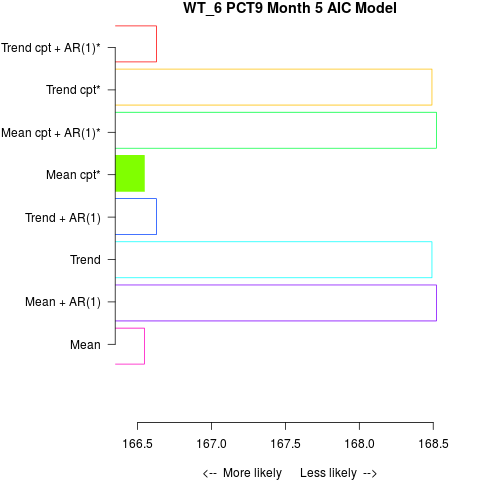 WT_6 PCT9 Month 5 AIC Model
Trend cpt + AR(1)*
Trend cpt*
Mean cpt + AR(1)*
Mean cpt*
Trend + AR(1)
Trend
Mean + AR(1)
Mean
166.5 167.0 167.5 168.0 168.5
<-- More likely Less likely -->